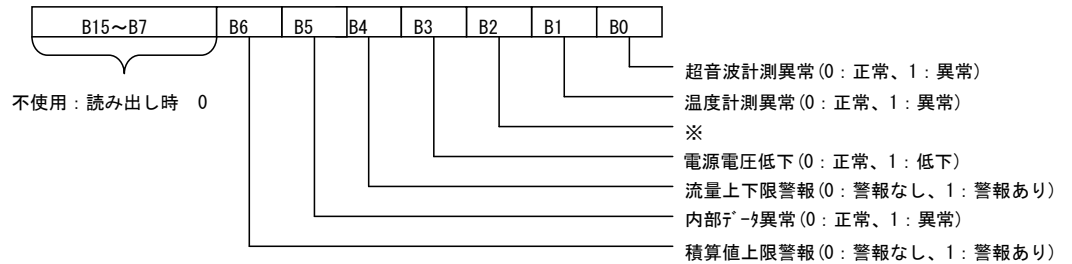 B15～B7 B6 B5 B4 B3 B2 B1 B0
超音波計測異常(0：正常、1：異常)
不使用：読み出し時 0
温度計測異常(0：正常、1：異常)
※
電源電圧低下(0：正常、1：低下)
流量上下限警報(0：警報なし、1：警報あり)
内部ﾃﾞｰﾀ異常(0：正常、1：異常)
積算値上限警報(0：警報なし、1：警報あり)